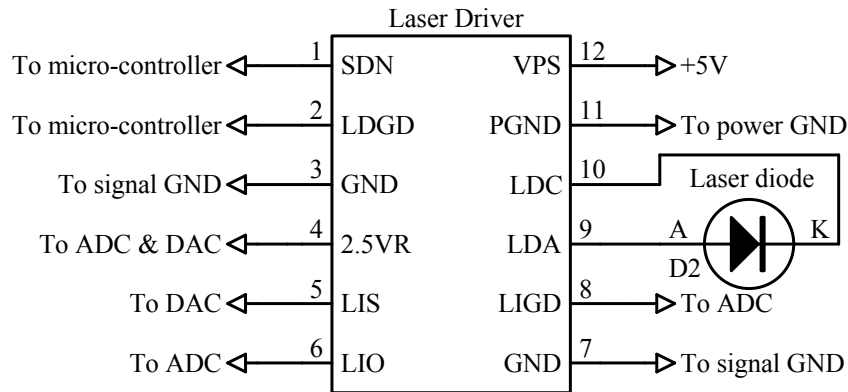 Laser Driver
To micro-controller 1 SDN VPS 12 +5V
To micro-controller 2 LDGD PGND 11 To power GND
To signal GND 3 GND LDC 10 Laser diode
To ADC & DAC 4 2.5VR LDA 9 A K
D2
To DAC 5 LIS LIGD 8 To ADC
To ADC 6 LIO GND 7 To signal GND